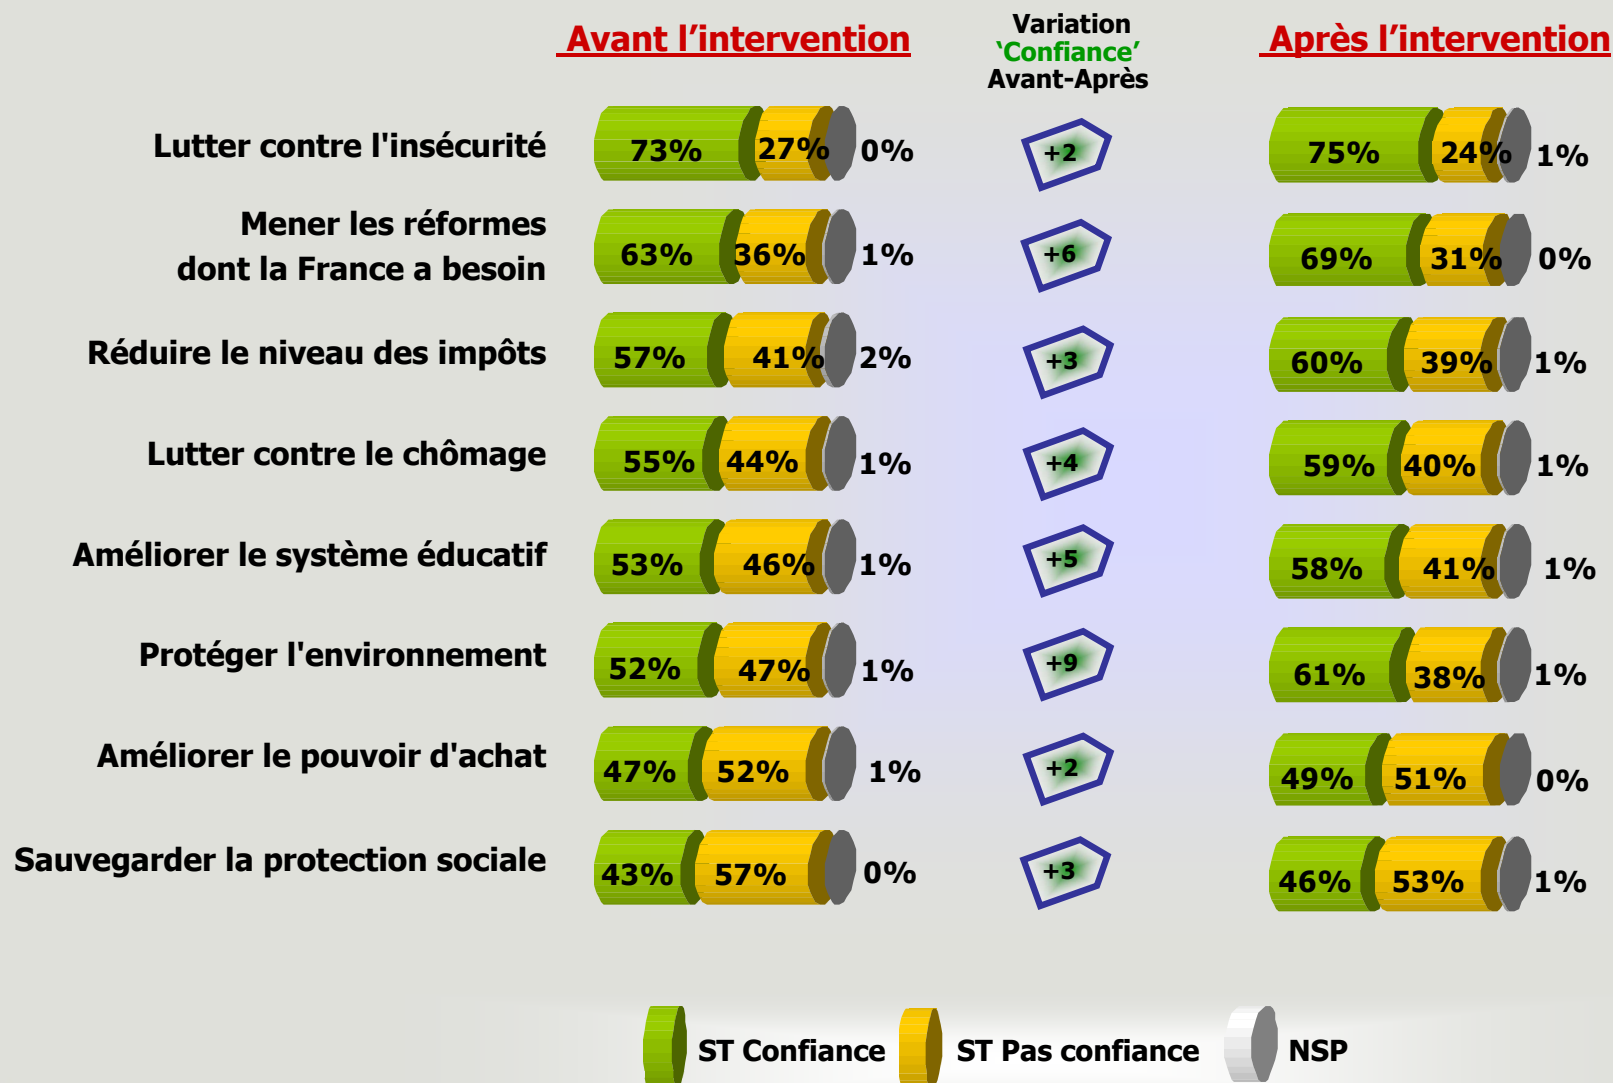 Avant l’intervention
Variation
‘Confiance’
Avant-Après
Après l’intervention
Lutter contre l'insécurité
73% 27% 0%
+2
75% 24% 1%
Mener les réformes
dont la France a besoin
63% 36% 1%
+6
69% 31% 0%
Réduire le niveau des impôts
57% 41% 2%
+3
60% 39% 1%
Lutter contre le chômage
55% 44% 1%
+4
59% 40% 1%
Améliorer le système éducatif
53% 46% 1%
+5
58% 41% 1%
Protéger l'environnement
52% 47% 1%
+9
61% 38% 1%
Améliorer le pouvoir d'achat
47% 52% 1%
+2
49% 51% 0%
Sauvegarder la protection sociale
43% 57% 0%
+3
46% 53% 1%
ST Confiance
ST Pas confiance
NSP